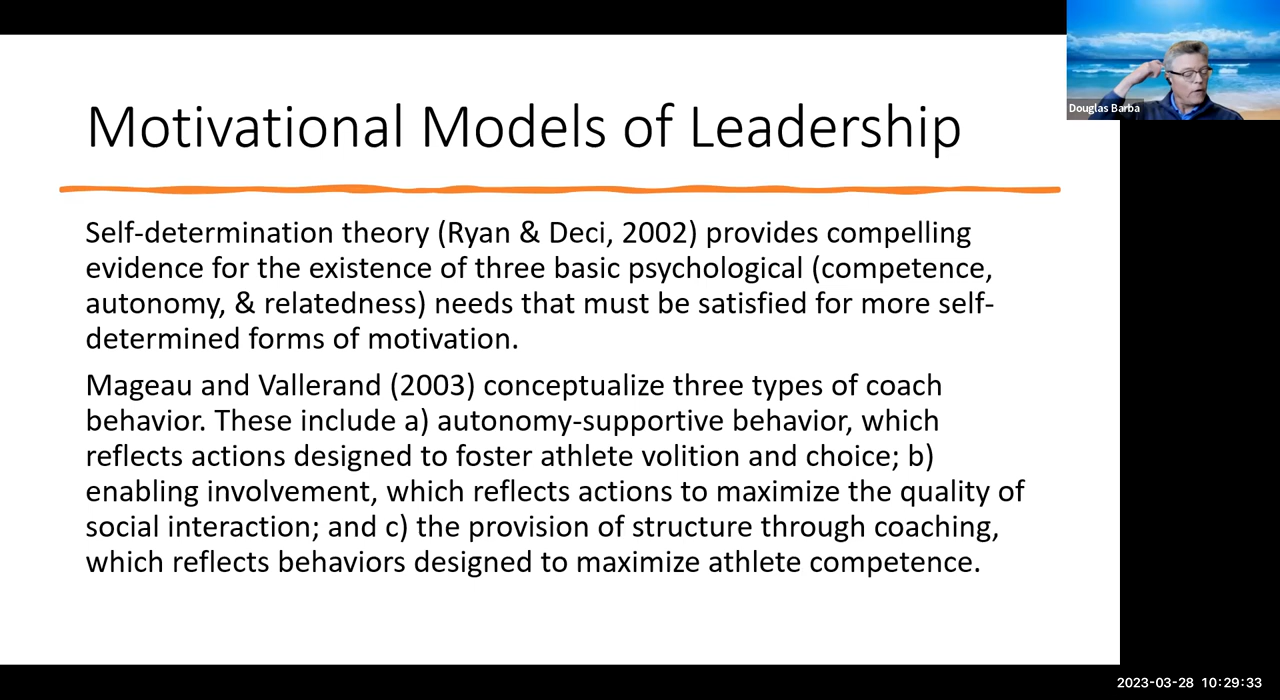 Motivational Models of Leadership
Douglas Barba
Self-determination theory (Ryan & Deci, 2002) provides compelling
evidence for the existence of three basic psychological (competence,
autonomy, & relatedness) needs that must be satisfied for more self-
determined forms of motivation.
Mageau and Vallerand (2003) conceptualize three types of coach
behavior. These include a) autonomy-supportive behavior, which
reflects actions designed to foster athlete volition and choice; b)
enabling involvement, which reflects actions to maximize the quality of
social interaction; and c) the provision of structure through coaching,
which reflects behaviors designed to maximize athlete competence.
2023-03-28 10:29:33